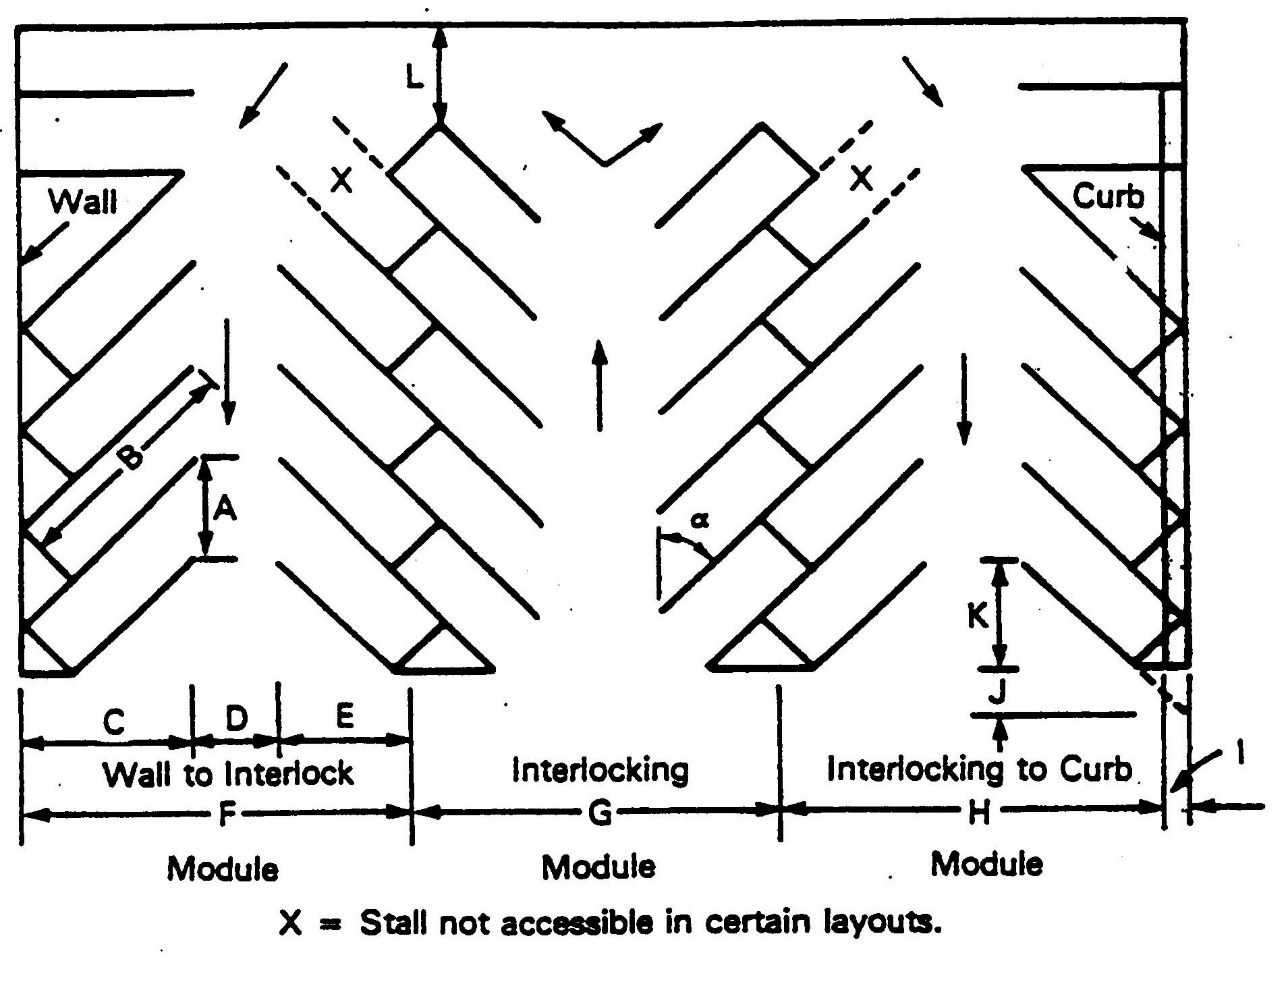 L
X
X
Wall
Curb
B
A
α
K
J
C
D
E
I
Wall to Interlock
Interlocking
Interlocking to Curb
F
G
H
Module
Module
Module
X = Stall not accessible in certain layouts.